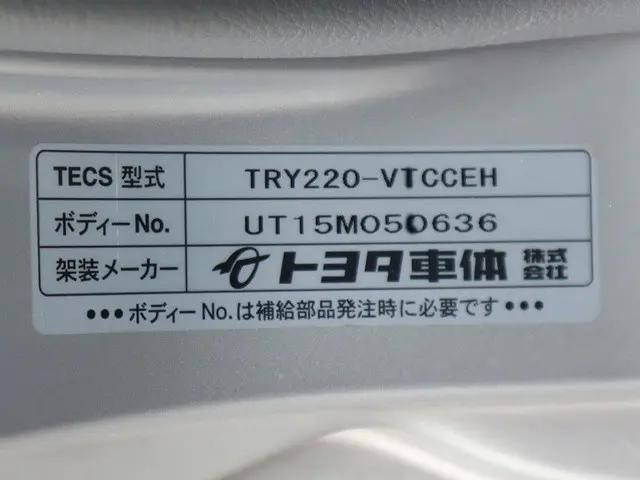 TECS 型式 TRY220-VTCCEH
ボディーNo. UT15M050636
架装メーカー トヨタ車体 株式会社
•••ボディーNo.は補給部品発注時に必要です•••